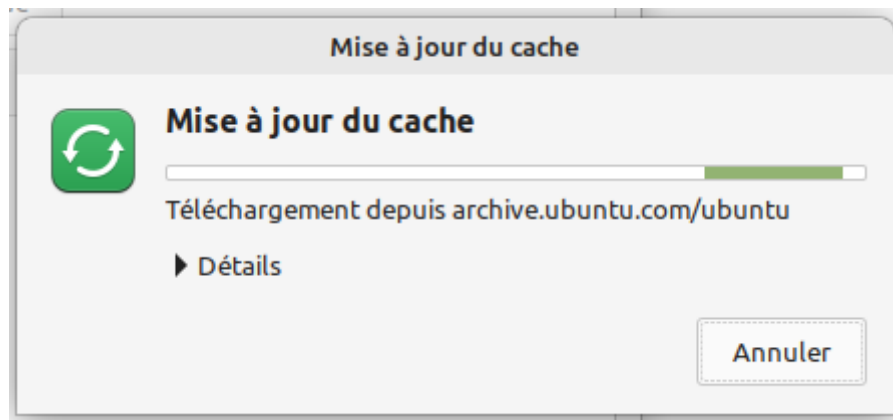 Mise à jour du cache
Mise à jour du cache
Téléchargement depuis archive.ubuntu.com/ubuntu
Détails
Annuler